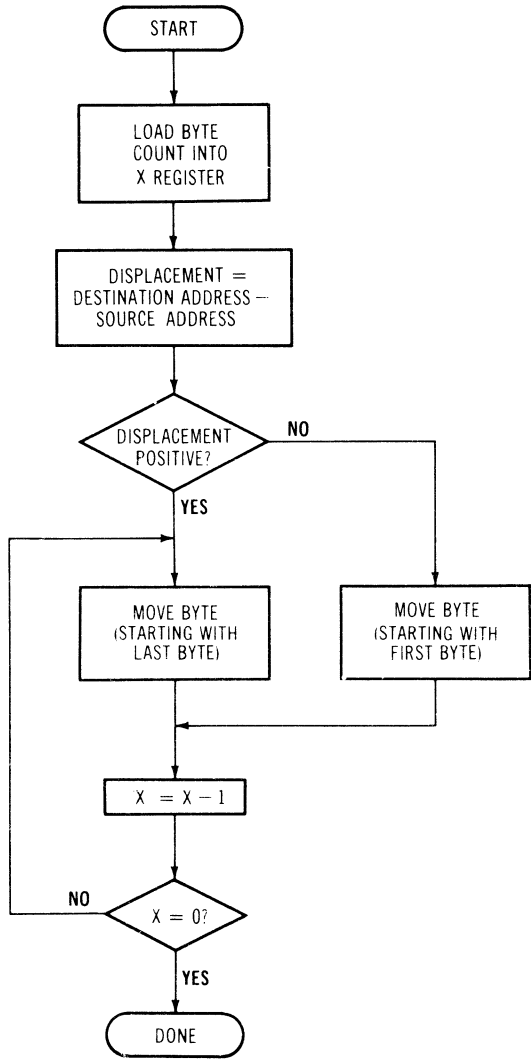 START
LOAD BYTE
COUNT INTO
X REGISTER
DISPLACEMENT =
DESTINATION ADDRESS —
SOURCE ADDRESS
DISPLACEMENT
POSITIVE?
NO
YES
MOVE BYTE
(STARTING WITH
LAST BYTE)
MOVE BYTE
(STARTING WITH
FIRST BYTE)
X = X — 1
NO
X = 0?
YES
DONE